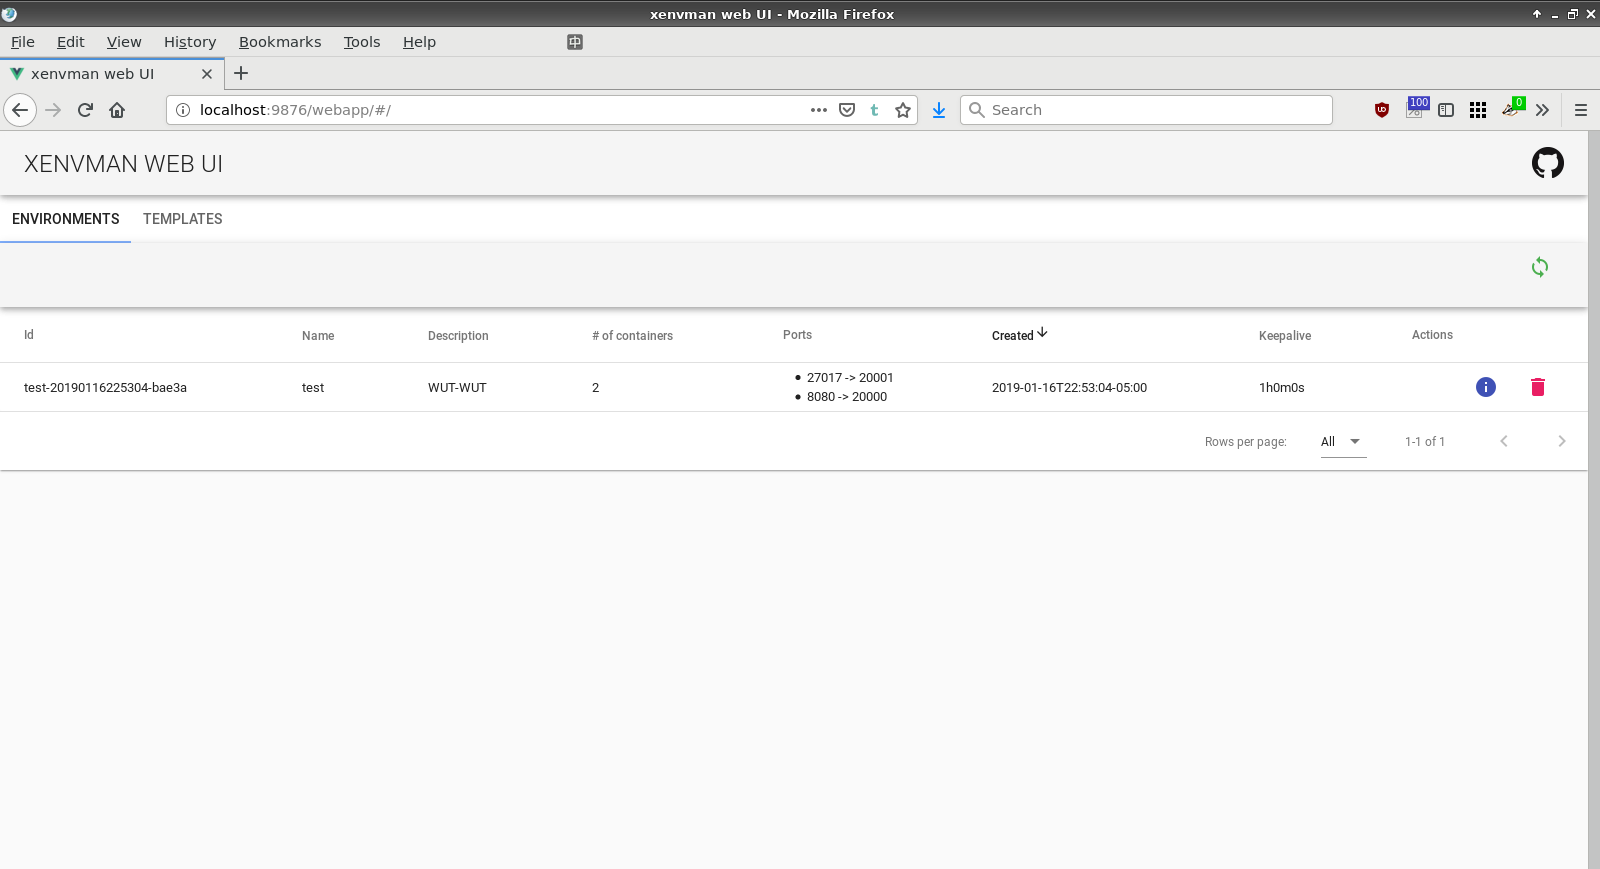 xenvman web UI - Mozilla Firefox
File Edit View History Bookmarks Tools Help
xenvman web UI
localhost:9876/webapp/#/
t
Search
100
0
XENVMAN WEB UI
ENVIRONMENTS TEMPLATES
Id Name Description # of containers Ports Created Keepalive Actions
test-20190116225304-bae3a test WUT-WUT 2 27017 -> 20001 2019-01-16T22:53:04-05:00 1h0m0s
8080 -> 20000
Rows per page: All 1-1 of 1